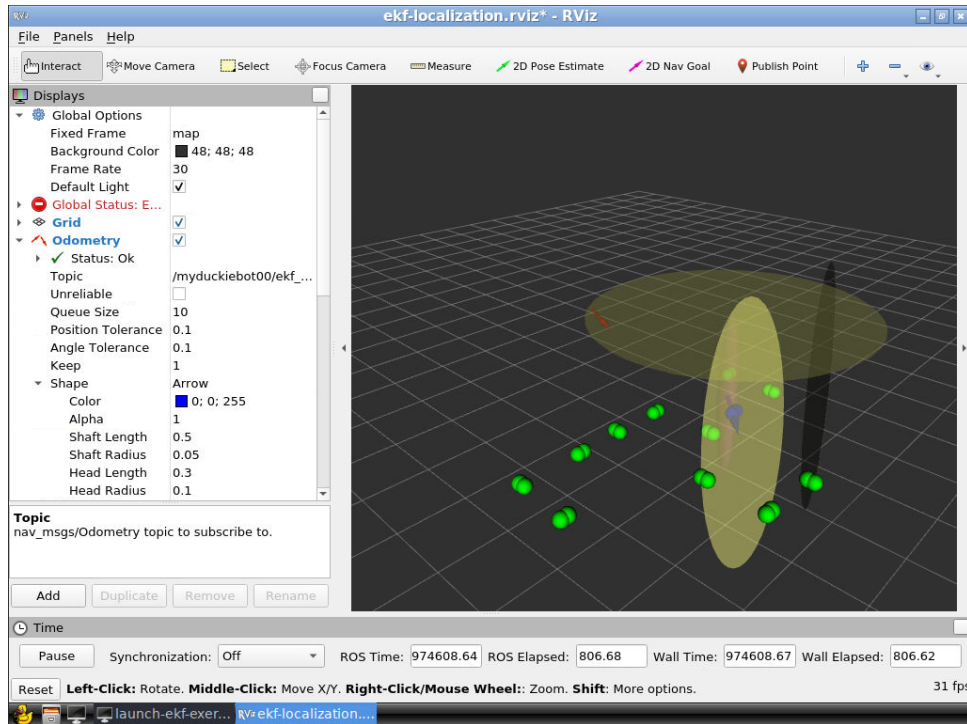 RViz ekf-localization.rviz* - RViz
File Panels Help
Interact Move Camera Select Focus Camera Measure 2D Pose Estimate 2D Nav Goal Publish Point
Displays
Global Options
Fixed Frame map
Background Color 48; 48; 48
Frame Rate 30
Default Light
Global Status: E...
Grid
Odometry
Status: Ok
Topic /myduckiebot00/ekf_...
Unreliable
Queue Size 10
Position Tolerance 0.1
Angle Tolerance 0.1
Keep 1
Shape Arrow
Color 0; 0; 255
Alpha 1
Shaft Length 0.5
Shaft Radius 0.05
Head Length 0.3
Head Radius 0.1
Topic
nav_msgs/Odometry topic to subscribe to.
Add Duplicate Remove Rename
Time
Pause Synchronization: Off ROS Time: 974608.64 ROS Elapsed: 806.68 Wall Time: 974608.67 Wall Elapsed: 806.62
Reset Left-Click: Rotate. Middle-Click: Move X/Y. Right-Click/Mouse Wheel:: Zoom. Shift: More options. 31 fps
launch-ekf-exer... RViz ekf-localization....